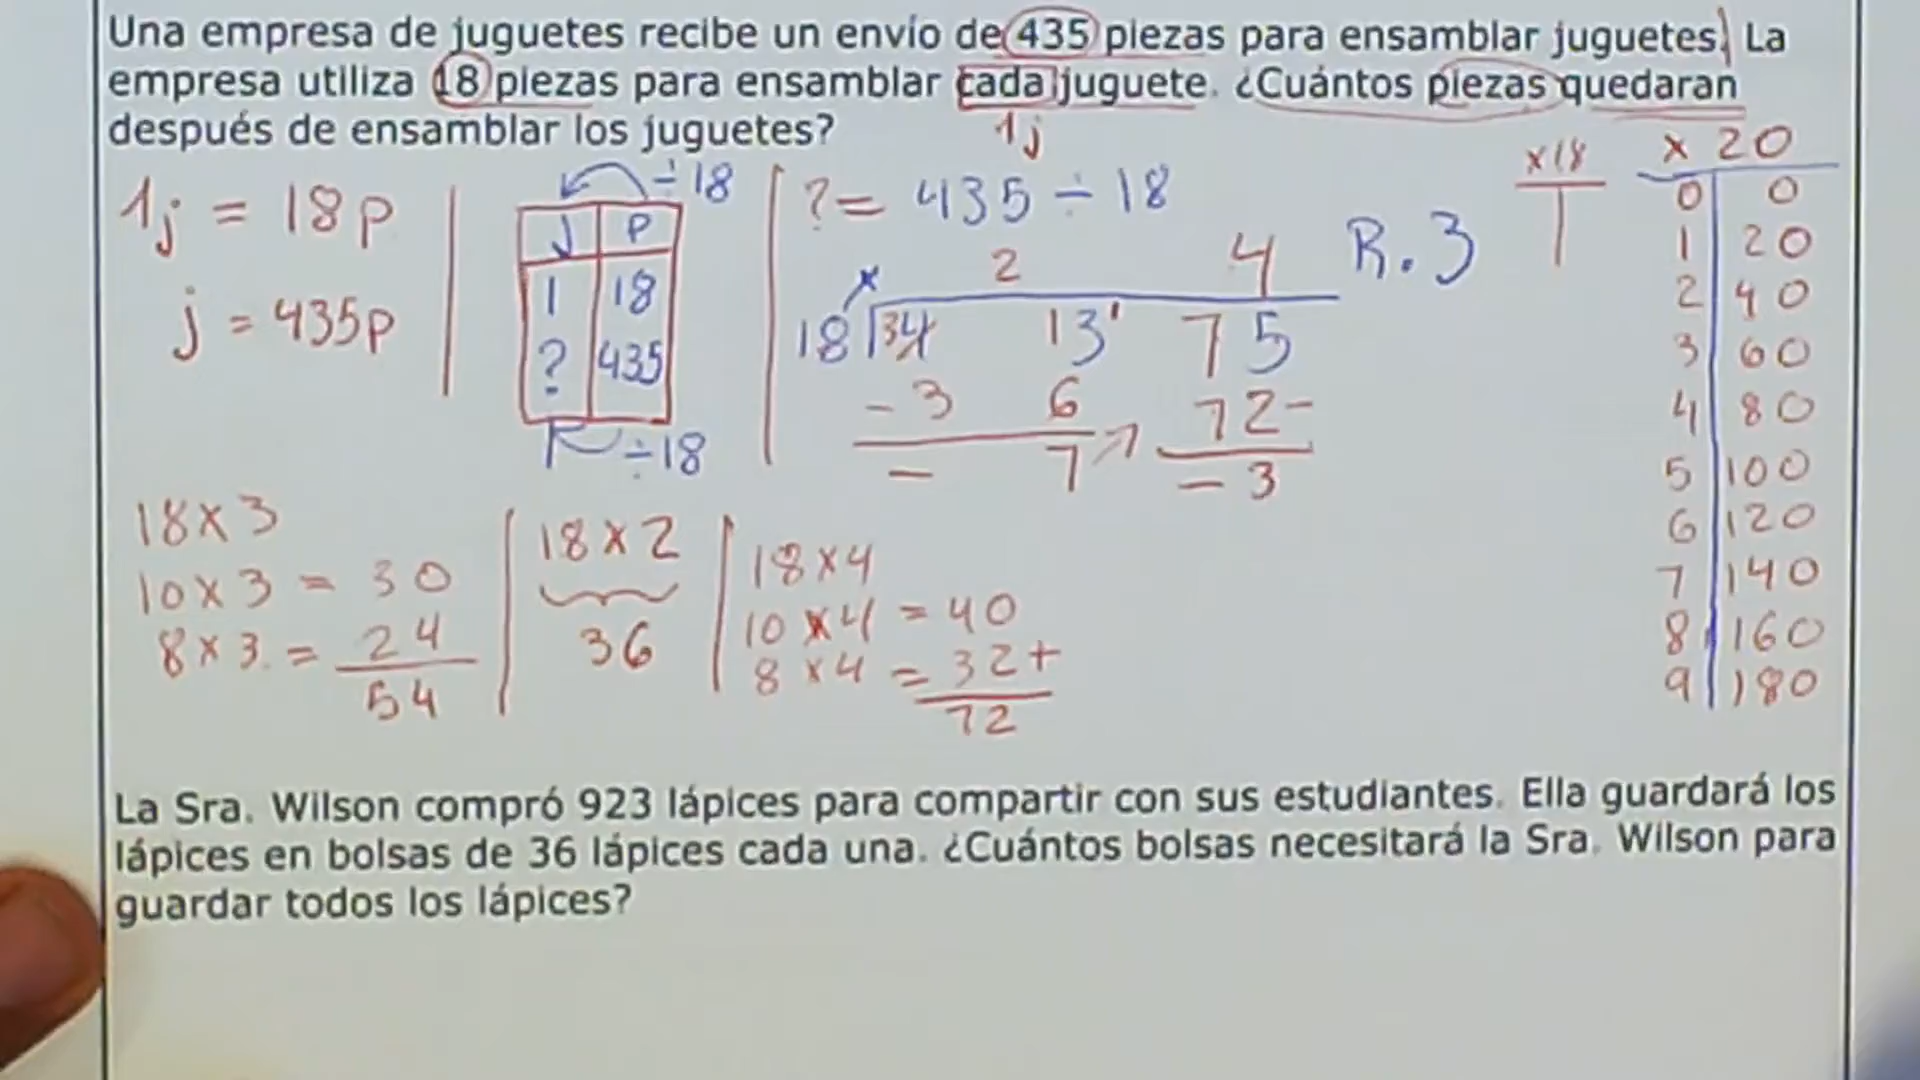 Una empresa de juguetes recibe un envío de 435 piezas para ensamblar juguetes. La
empresa utiliza 18 piezas para ensamblar cada juguete. ¿Cuántos piezas quedaran
después de ensamblar los juguetes?
1j
1j = 18p
j = 435p
÷18
J P
1 18
? 435
÷18
?= 435 ÷ 18
2 4 R.3
x
18 34 13' 75
- 3 6 72-
- 7 - 3
x18
x 20
0 0
1 20
2 40
3 60
4 80
5 100
6 120
7 140
8 160
9 180
18x3
10x3 = 30
8x3. = 24
54
18x2
36
18x4
10x4 = 40
8x4 = 32+
72
La Sra. Wilson compró 923 lápices para compartir con sus estudiantes. Ella guardará los
lápices en bolsas de 36 lápices cada una. ¿Cuántos bolsas necesitará la Sra. Wilson para
guardar todos los lápices?